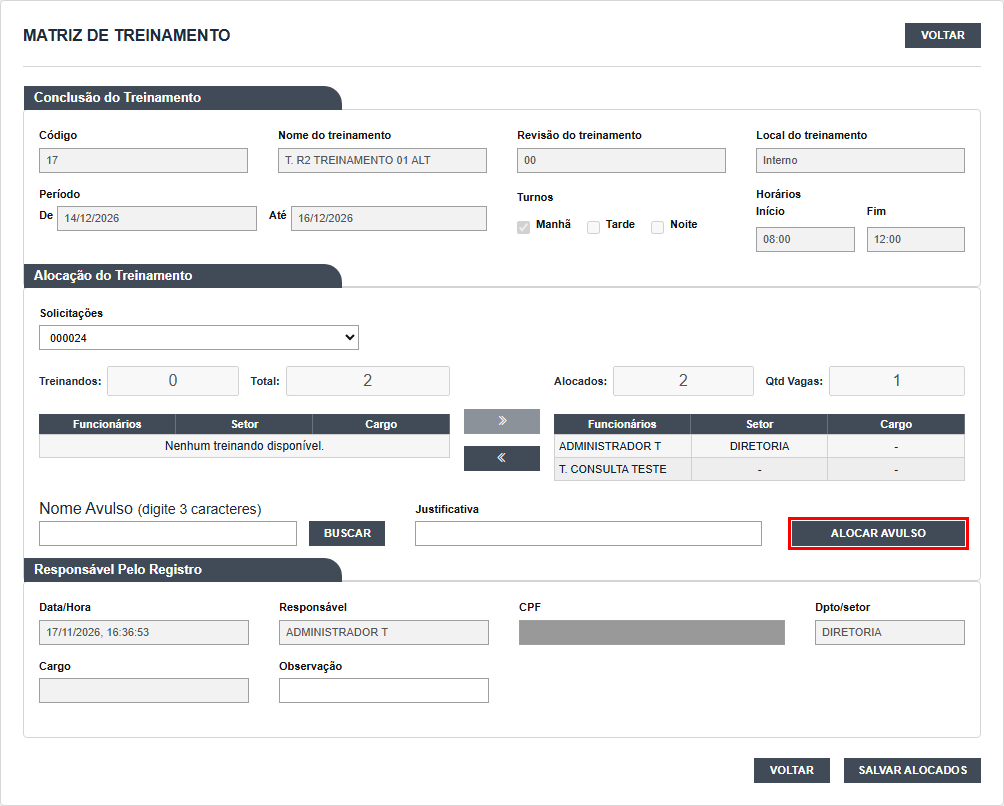 MATRIZ DE TREINAMENTO
VOLTAR
Conclusão do Treinamento
Código
Nome do treinamento
Revisão do treinamento
Local do treinamento
17
T. R2 TREINAMENTO 01 ALT
00
Interno
Período
De 14/12/2026 Até 16/12/2026
Turnos
Manhã Tarde Noite
Horários
Início Fim
08:00 12:00
Alocação do Treinamento
Solicitações
000024
Treinandos: 0 Total: 2
Alocados: 2 Qtd Vagas: 1
Funcionários Setor Cargo
Nenhum treinando disponível.
»
«
Funcionários Setor Cargo
ADMINISTRADOR T DIRETORIA -
T. CONSULTA TESTE - -
Nome Avulso (digite 3 caracteres)
BUSCAR
Justificativa
ALOCAR AVULSO
Responsável Pelo Registro
Data/Hora
Responsável
CPF
Dpto/setor
17/11/2026, 16:36:53
ADMINISTRADOR T
DIRETORIA
Cargo
Observação
VOLTAR
SALVAR ALOCADOS